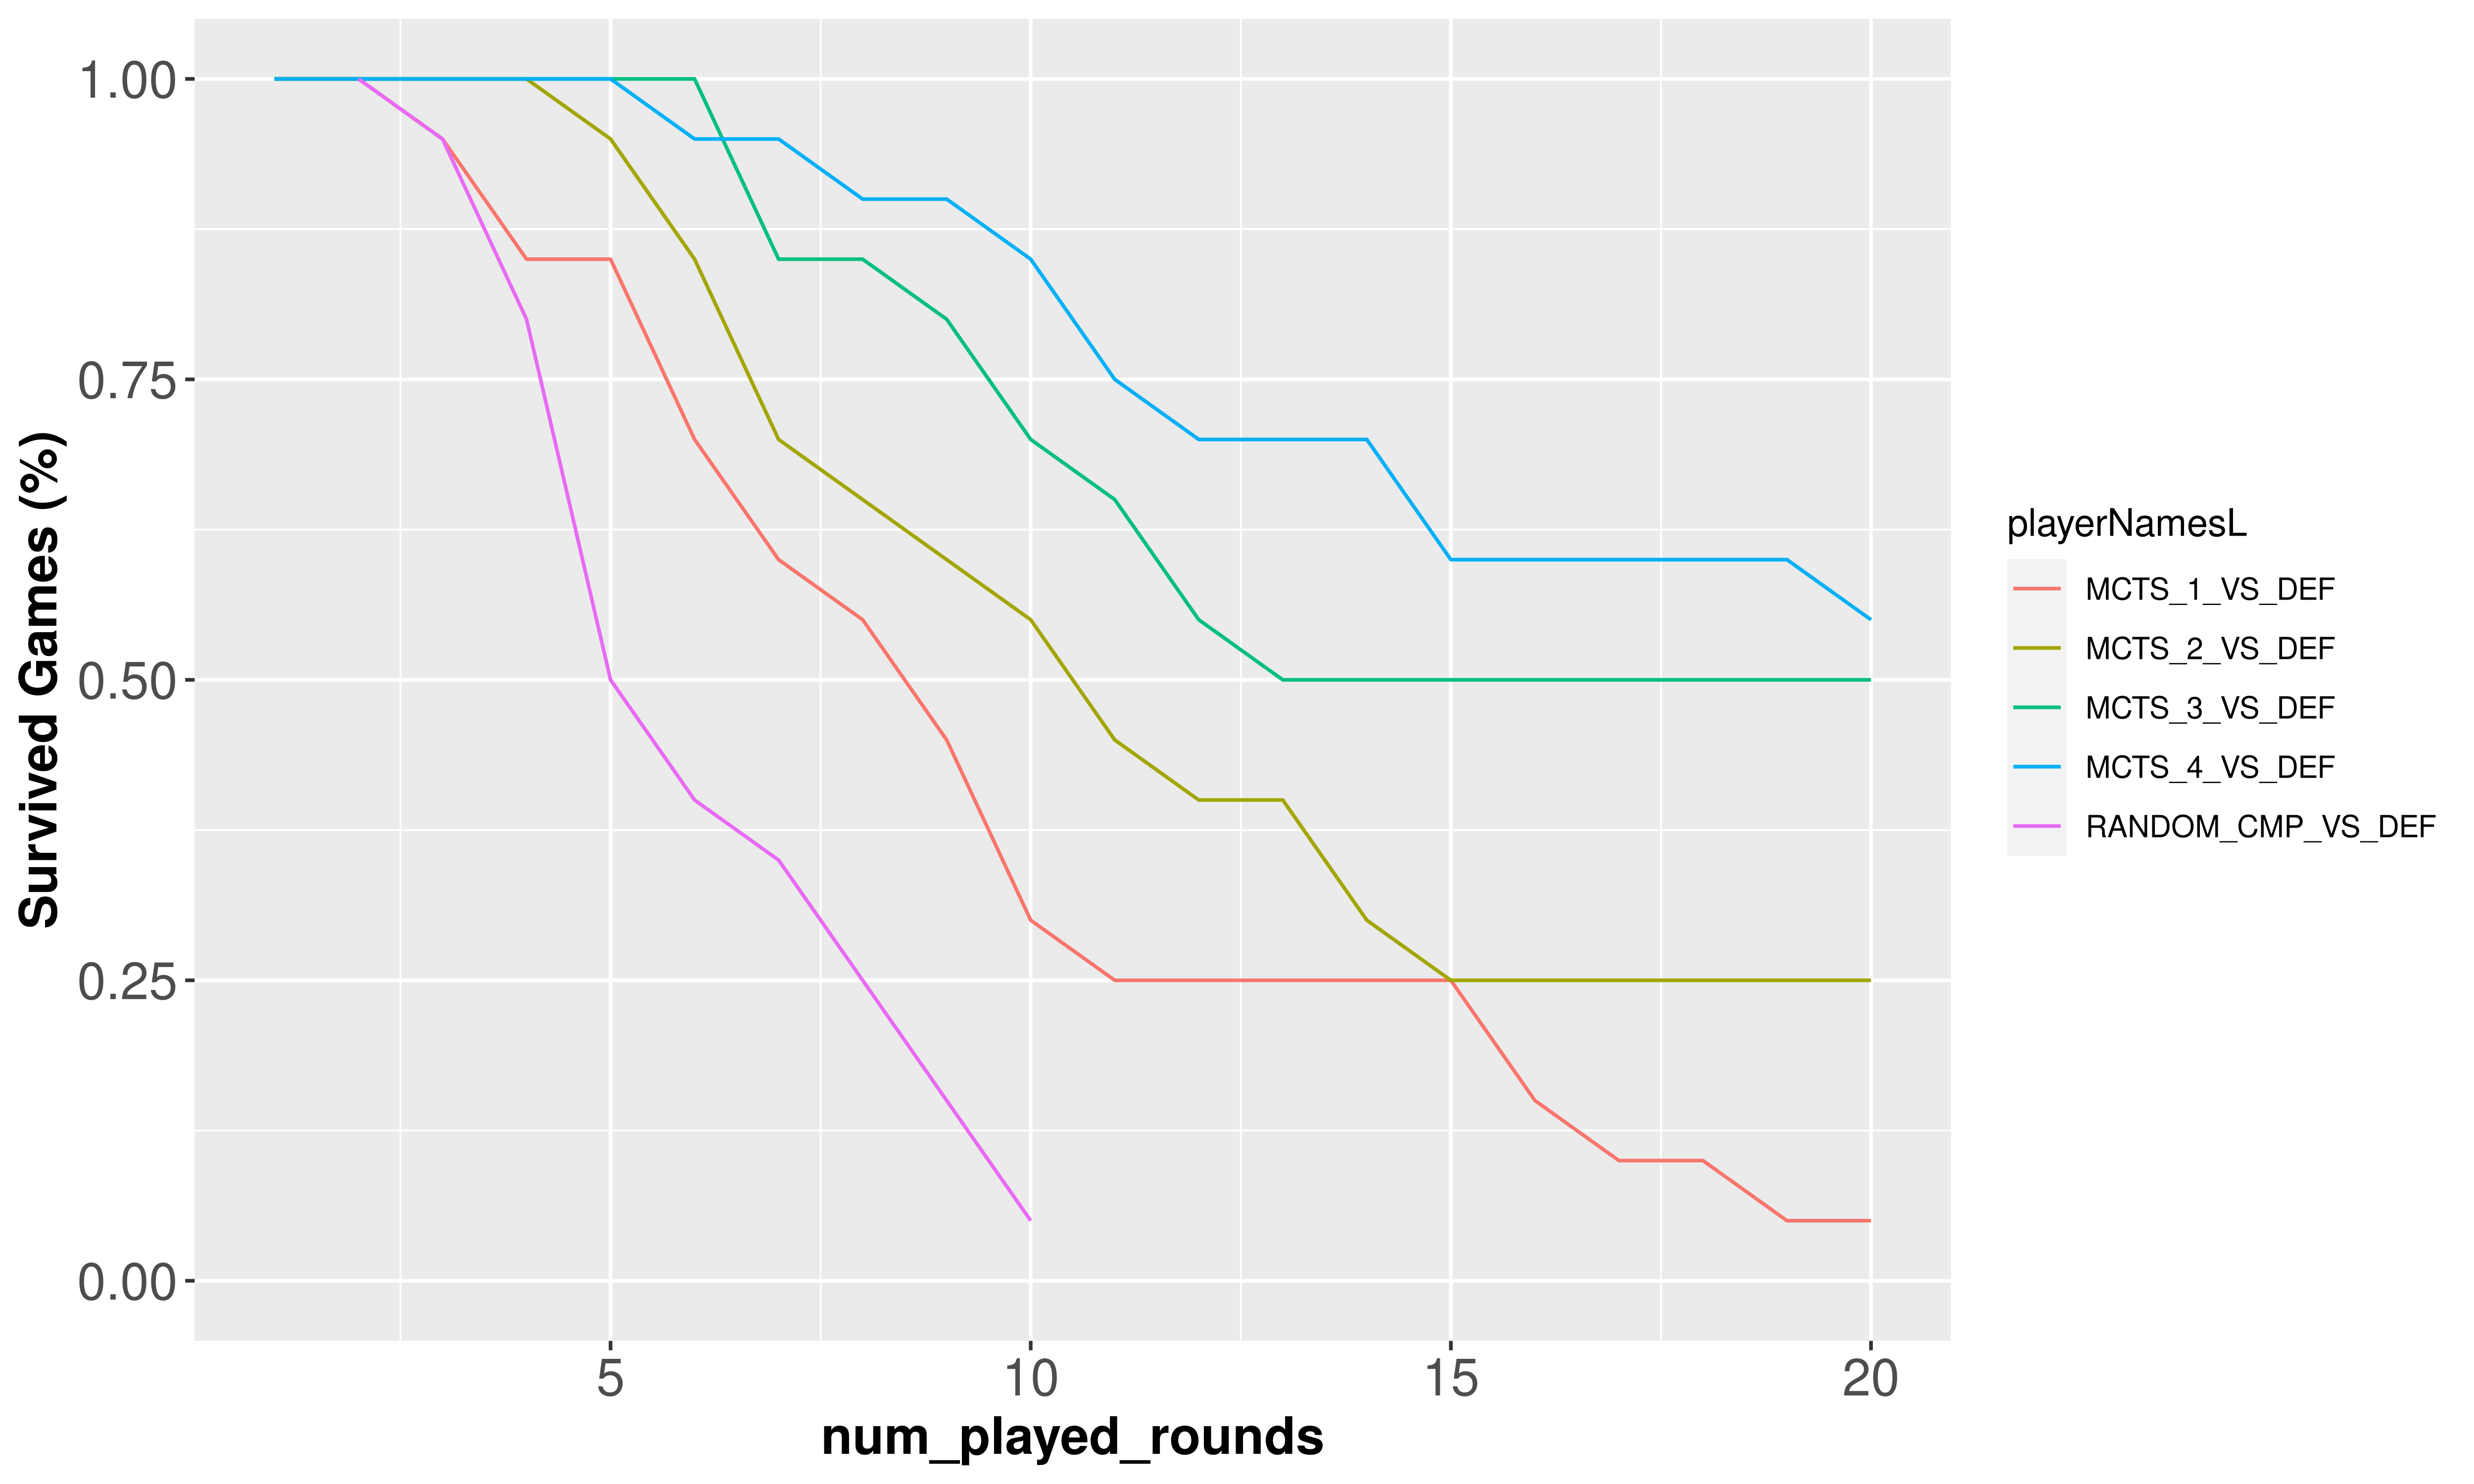 Survived Games (%)
1.00
0.75
0.50
0.25
0.00
5 10 15 20
num_played_rounds
playerNamesL
MCTS_1_VS_DEF
MCTS_2_VS_DEF
MCTS_3_VS_DEF
MCTS_4_VS_DEF
RANDOM_CMP_VS_DEF